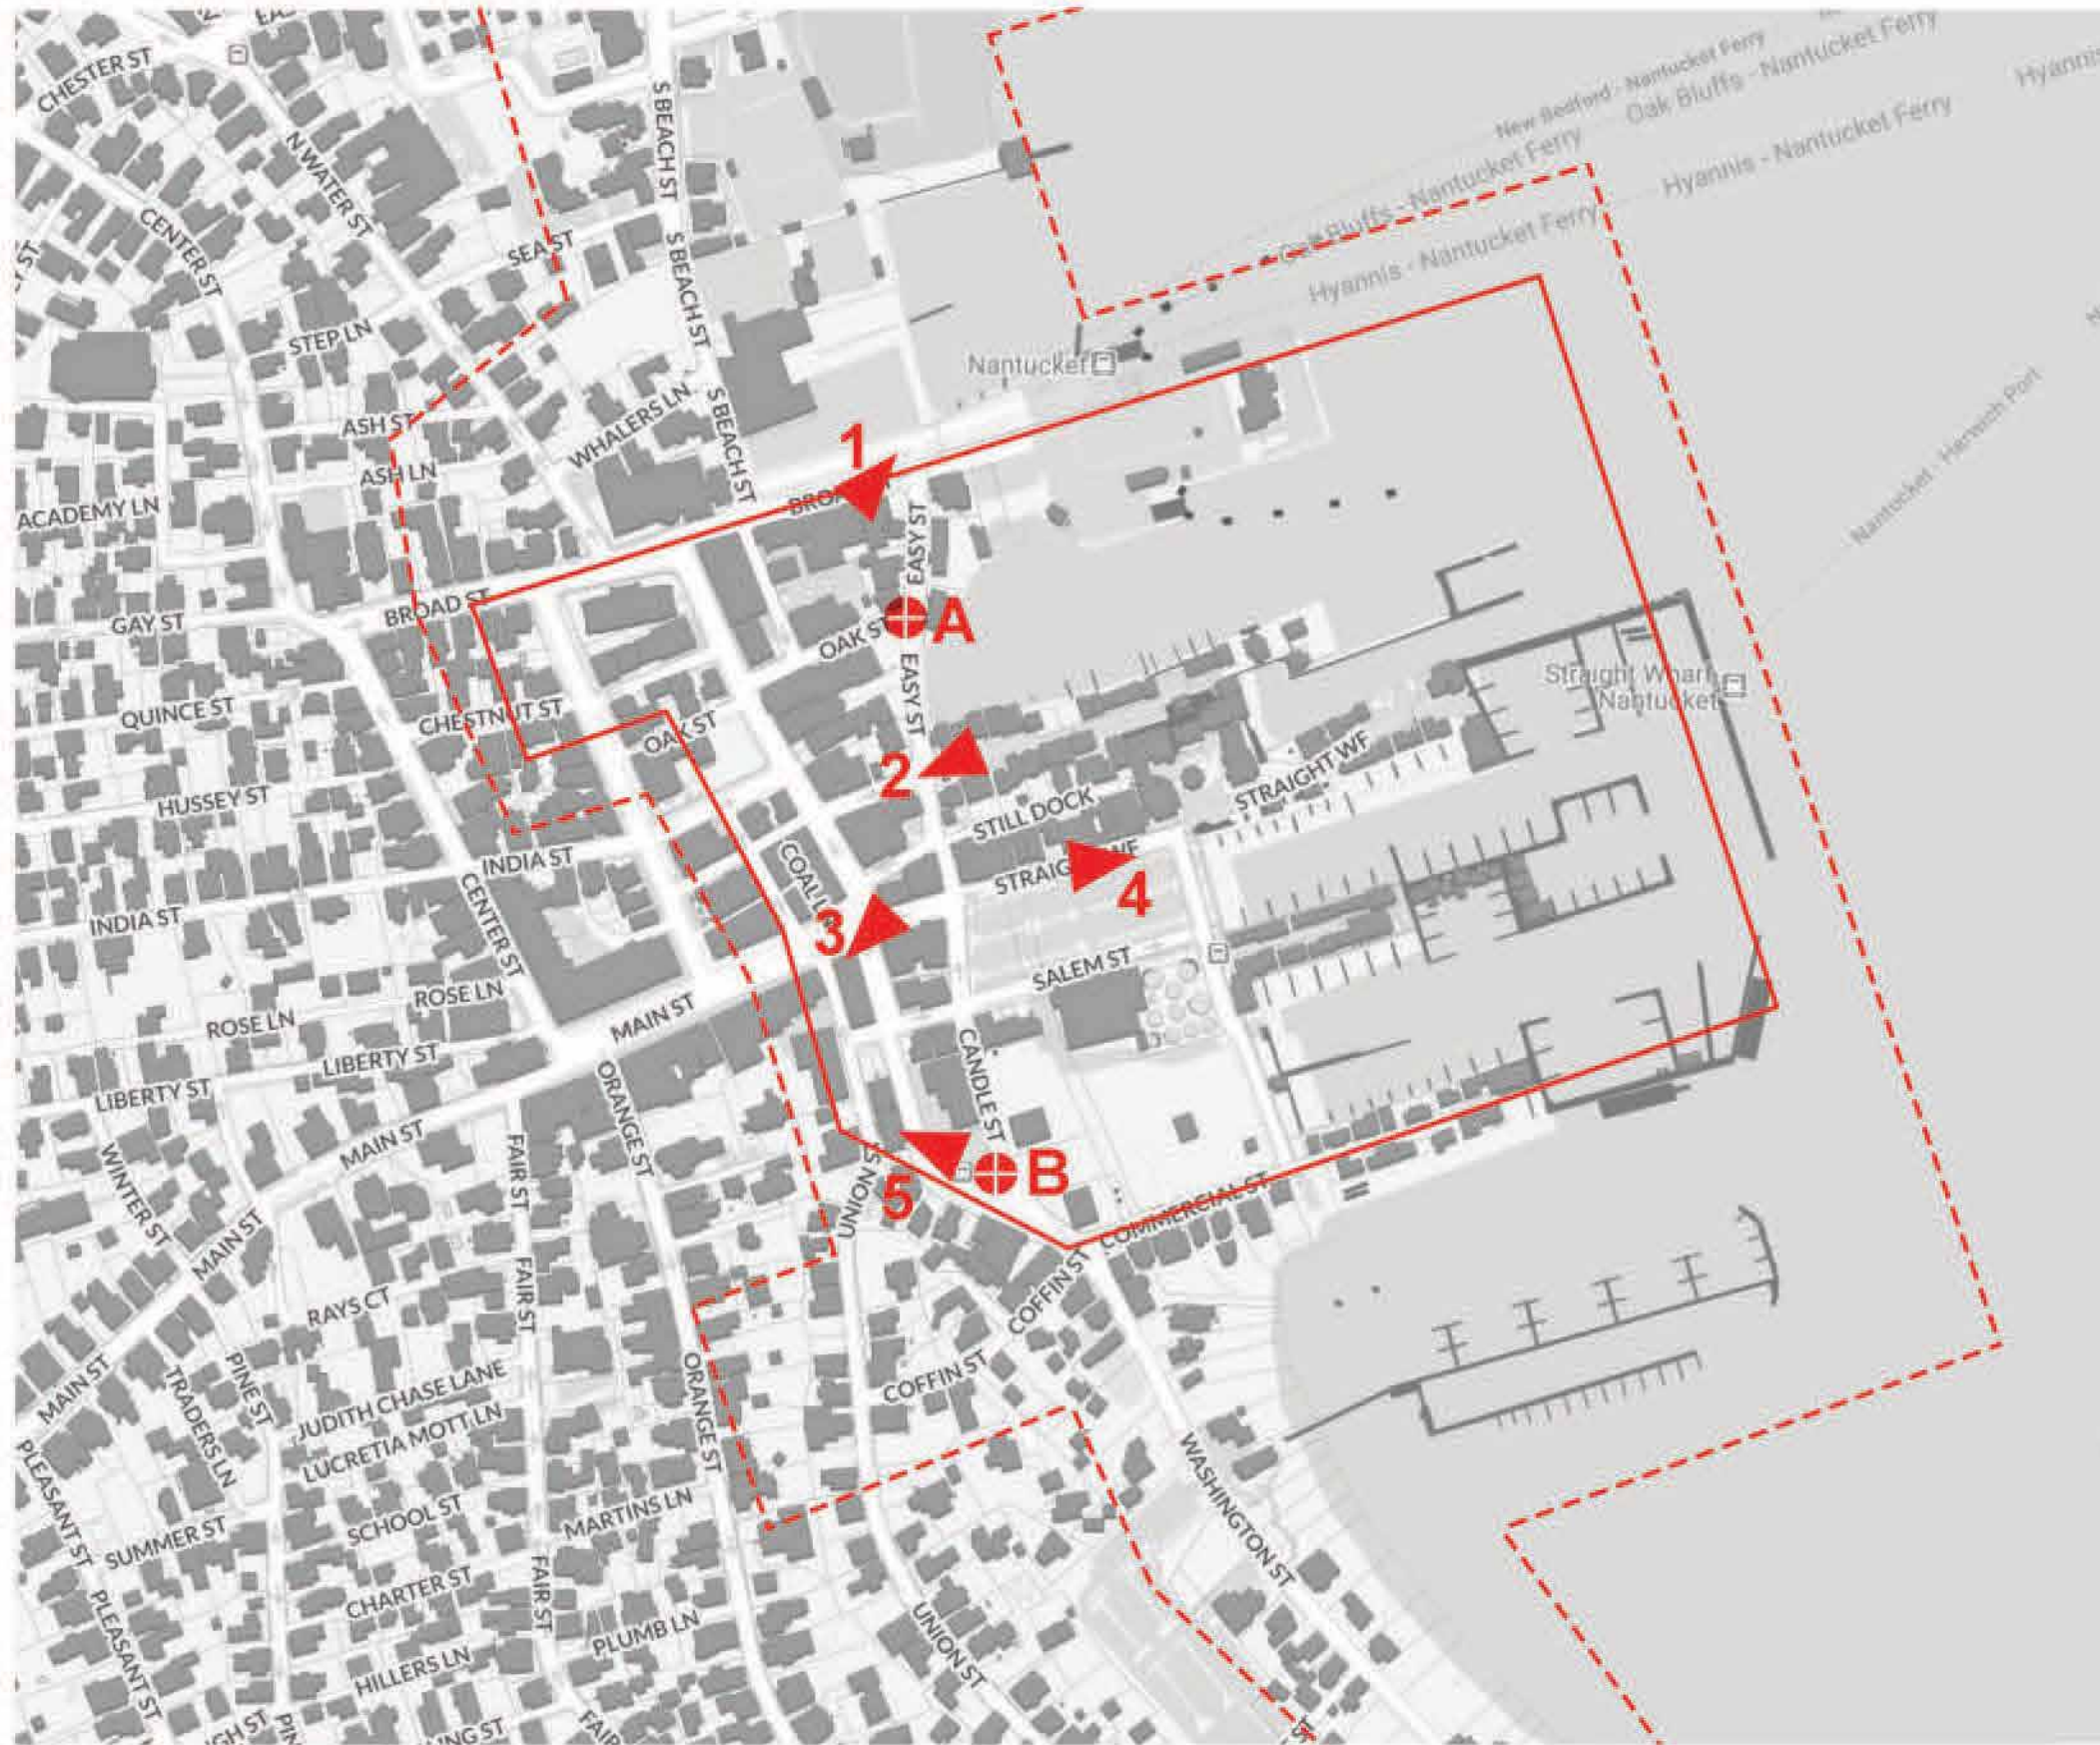 CHESTER ST
N WATER ST
CENTER ST
S BEACH ST
SEA ST
S BEACH ST
STEP LN
WHALERS LN
S BEACH ST
ASH ST
ASH LN
ACADEMY LN
New Bedford - Nantucket Ferry
Oak Bluffs - Nantucket Ferry
Hyannis
Oak Bluffs - Nantucket Ferry
Hyannis - Nantucket Ferry
Hyannis - Nantucket Ferry
Nantucket
Nantucket - Harwich Port
1
EASY ST
A
BROAD ST
GAY ST
OAK ST
EASY ST
QUINCE ST
CHESTNUT ST
OAK ST
Straight Wharf,
Nantucket
2
HUSSEY ST
STILL DOCK
STRAIGHT WF
INDIA ST
COAL LN
INDIA ST
CENTER ST
3
4
SALEM ST
ROSE LN
ROSE LN
MAIN ST
LIBERTY ST
LIBERTY ST
ORANGE ST
CANDLE ST
MAIN ST
WINTER ST
FAIR ST
UNION ST
5
B
COMMERCIAL ST
MAIN ST
FAIR ST
RAYS CT
COFFIN ST
COFFIN ST
MAIN ST
TRADERS LN
PINE ST
JUDITH CHASE LANE
LUCRETIA MOTT LN
ORANGE ST
PLEASANT ST
SUMMER ST
SCHOOL ST
MARTINS LN
WASHINGTON ST
CHARTER ST
FAIR ST
PLEASANT ST
PLUMB LN
HILLERS LN
UNION ST
GH ST
PIN
ING ST
FAIR